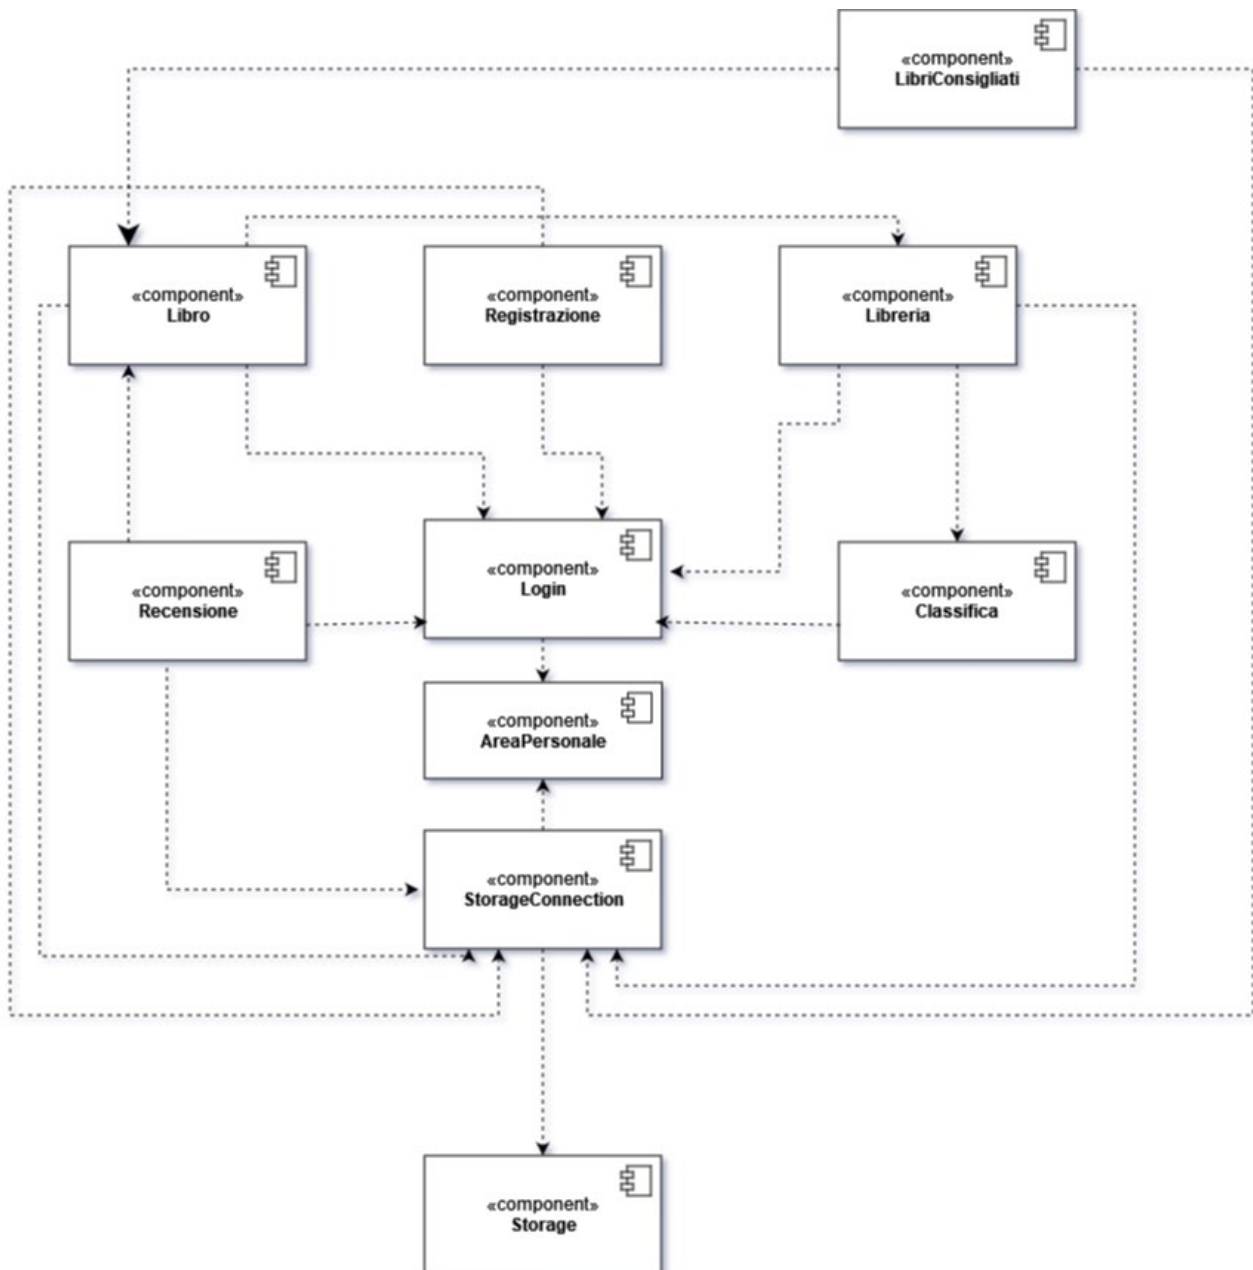 «component»
LibriConsigliati
«component»
Libro
«component»
Registrazione
«component»
Libreria
«component»
Login
«component»
Recensione
«component»
Classifica
«component»
AreaPersonale
«component»
StorageConnection
«component»
Storage